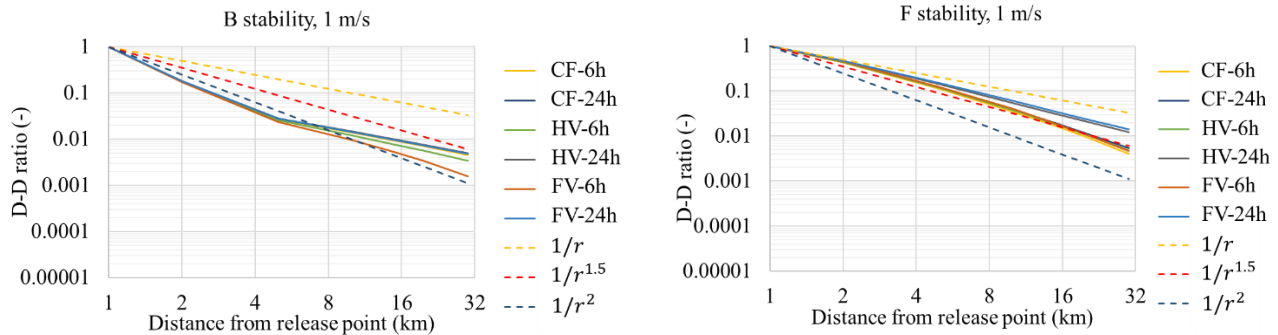 B stability, 1 m/s
1
0.1
0.01
0.001
0.0001
0.00001
D-D ratio (-)
1 2 4 8 16 32
Distance from release point (km)
CF-6h
CF-24h
HV-6h
HV-24h
FV-6h
FV-24h
1/r
1/r^1.5
1/r^2
F stability, 1 m/s
1
0.1
0.01
0.001
0.0001
0.00001
D-D ratio (-)
1 2 4 8 16 32
Distance from release point (km)
CF-6h
CF-24h
HV-6h
HV-24h
FV-6h
FV-24h
1/r
1/r^1.5
1/r^2